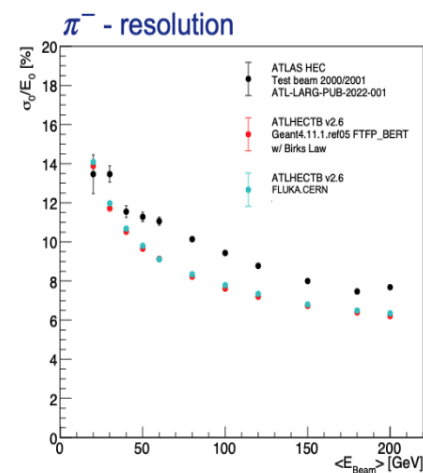 π⁻ - resolution
σ₀/E₀ [%]
20
18
16
14
12
10
8
6
4
2
0
ATLAS HEC
Test beam 2000/2001
ATL-LARG-PUB-2022-001
ATLHECTB v2.6
Geant4.11.1.ref05 FTFP_BERT
w/ Birks Law
ATLHECTB v2.6
FLUKA.CERN
0 50 100 150 200
<E_Beam> [GeV]